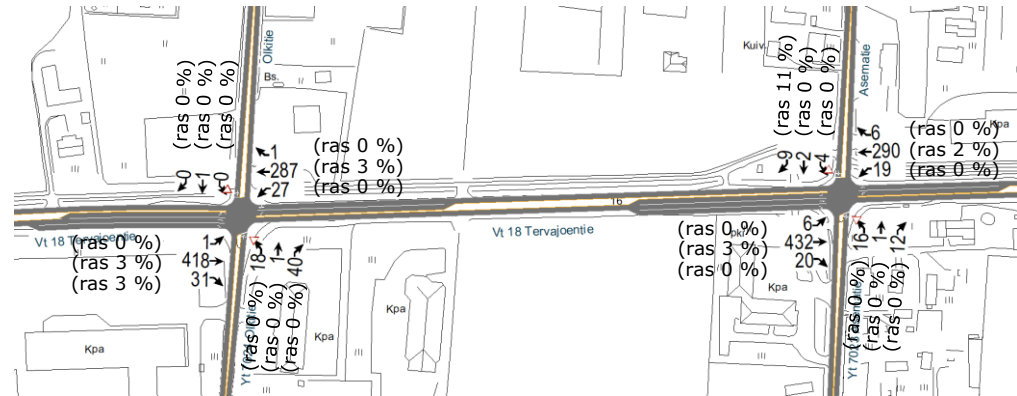 Olkitie
Bs.
(ras 0 %)
(ras 0 %)
(ras 0 %)
0
1
0
1
287
27
(ras 0 %)
(ras 3 %)
(ras 0 %)
Vt 18 Tervajoentie
(ras 0 %)
(ras 3 %)
(ras 3 %)
1
418
31
18
1
40
(ras 0 %)
(ras 0 %)
(ras 0 %)
Kpa
Kpa
Kpa
Vt 18 Tervajoentie
16
Kuiv.
Asematie
(ras 11 %)
(ras 0 %)
(ras 0 %)
9
2
4
6
290
19
(ras 0 %)
(ras 2 %)
(ras 0 %)
Kpa
(ras 0 %)
(ras 3 %)
(ras 0 %)
pkl
6
432
20
16
1
12
(ras 0 %)
(ras 0 %)
(ras 0 %)
Kpa
Kpa